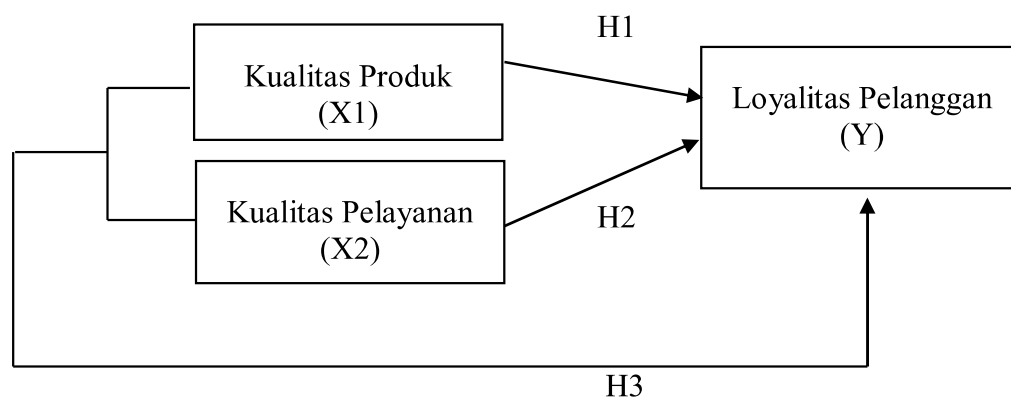 H1
Kualitas Produk
(X1)
Loyalitas Pelanggan
(Y)
Kualitas Pelayanan
(X2)
H2
H3